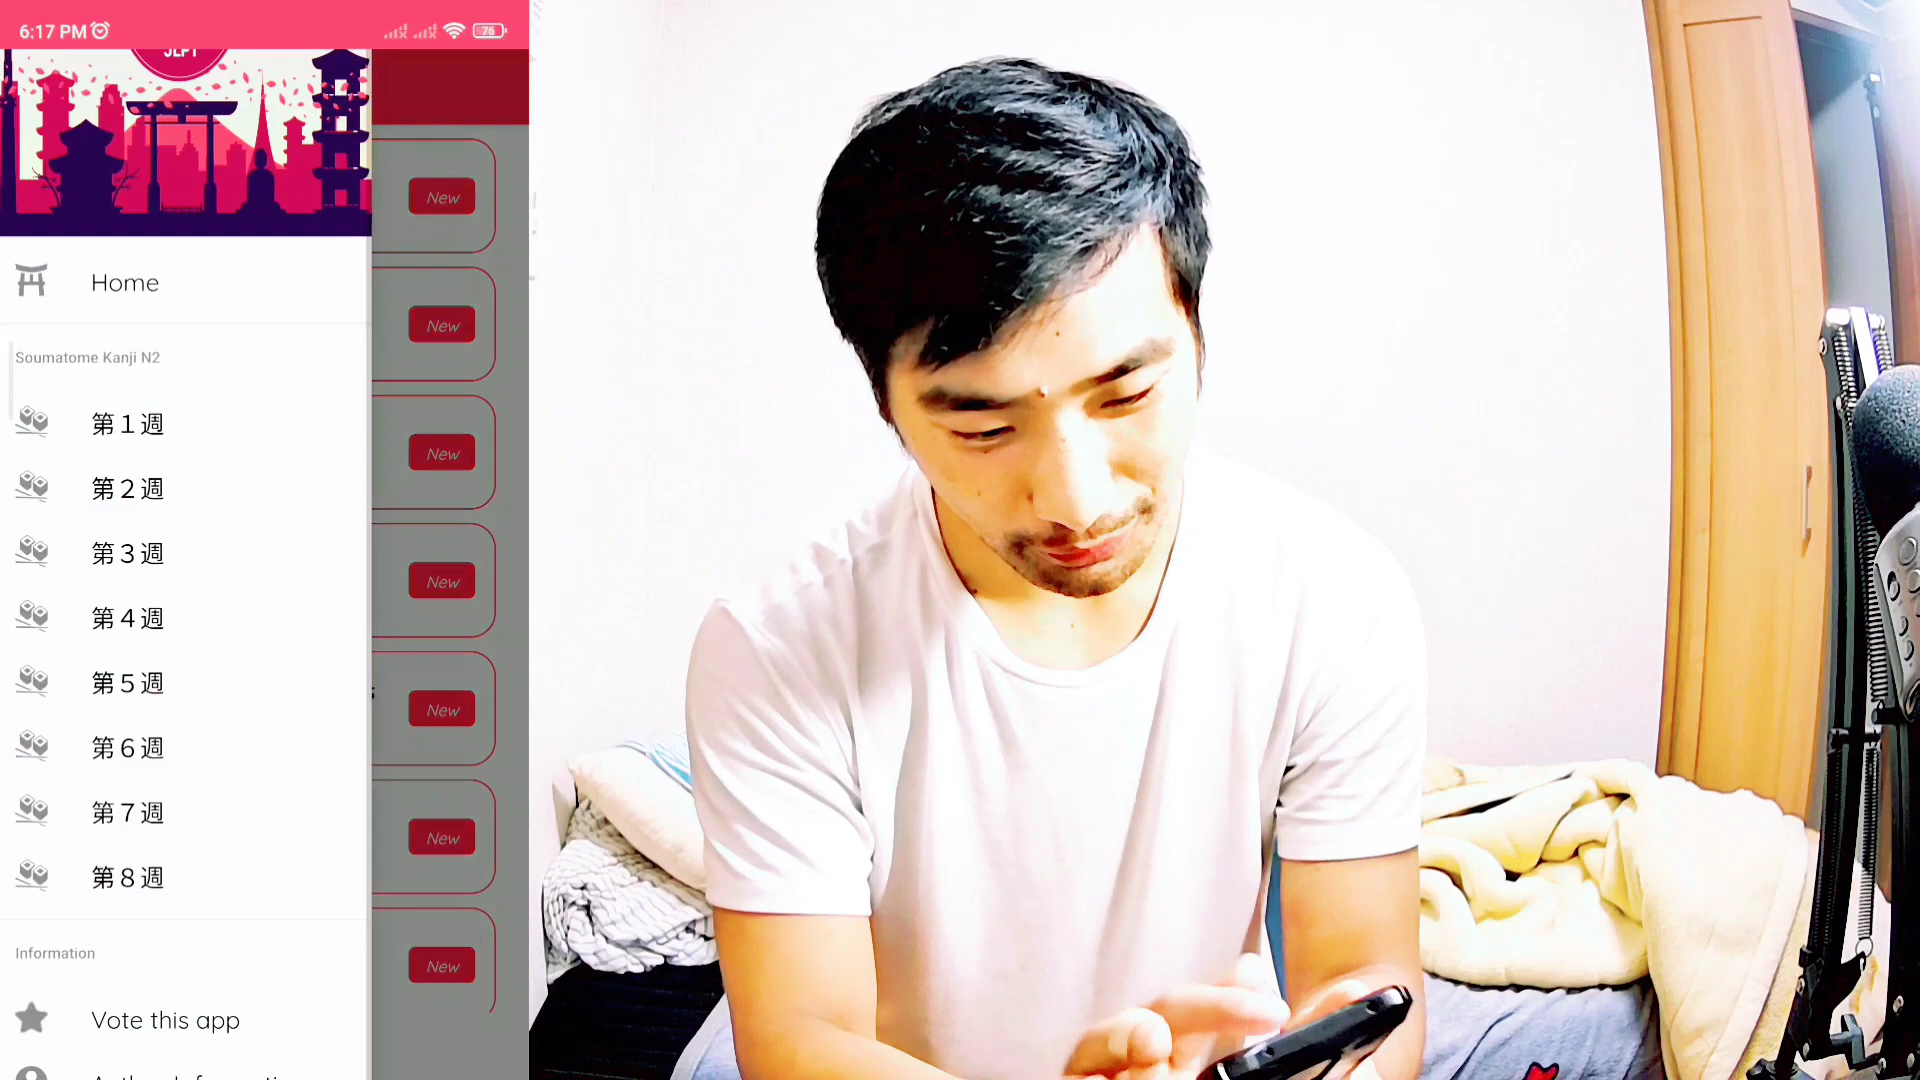 6:17 PM
76
JLPT
New
Home
New
Soumatome Kanji N2
第1週
New
第2週
第3週
New
第4週
第5週
New
第6週
第7週
New
第8週
Information
New
Vote this app